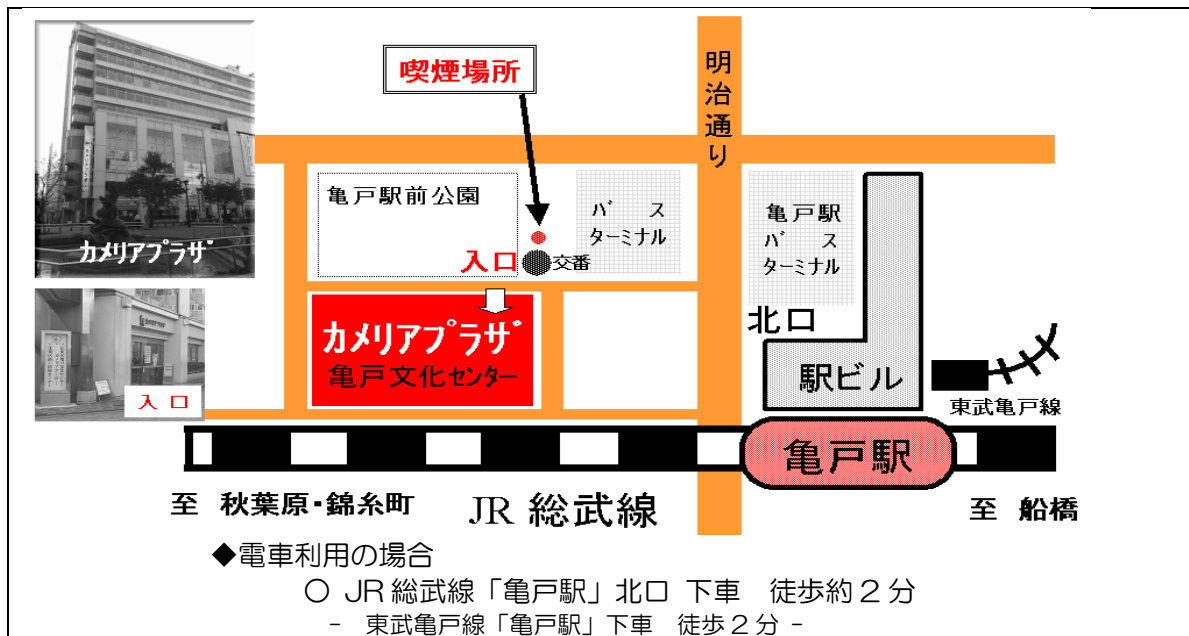 喫煙場所
明治通り
カメリアプラザ
亀戸駅前公園
バス
ターミナル
亀戸駅
バス
ターミナル
入口
交番
北口
カメリアプラザ
亀戸文化センター
駅ビル
入口
東武亀戸線
亀戸駅
至 秋葉原・錦糸町
JR 総武線
至 船橋
◆電車利用の場合
〇 JR総武線「亀戸駅」北口 下車 徒歩約2分
- 東武亀戸線「亀戸駅」下車 徒歩2分 -